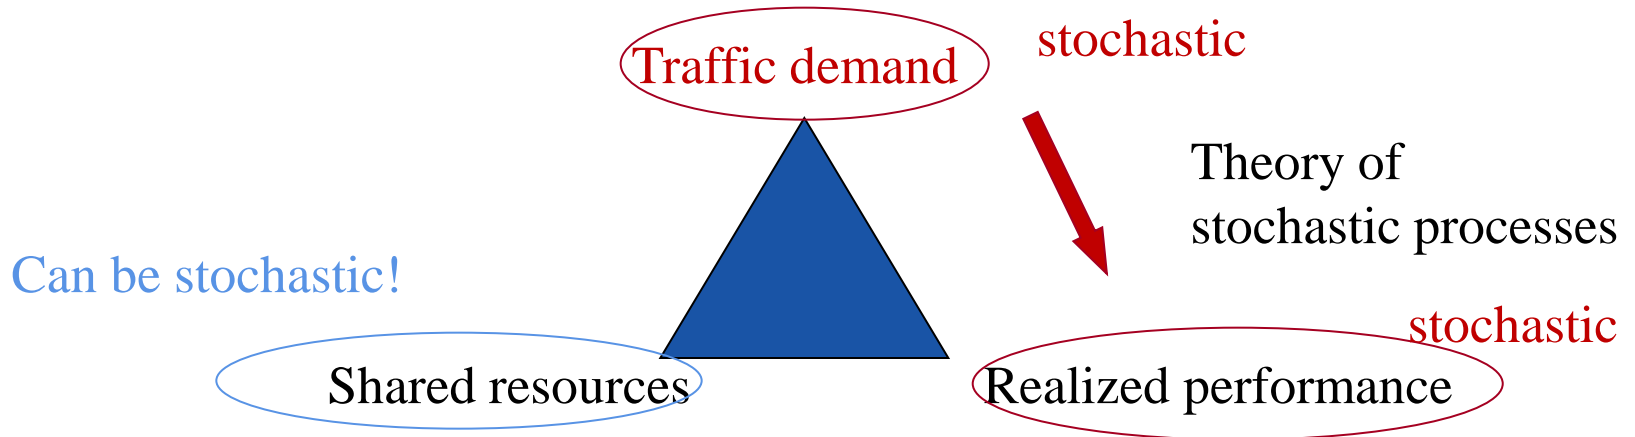 stochastic
Traffic demand
Theory of
stochastic processes
Can be stochastic!
stochastic
Shared resources
Realized performance